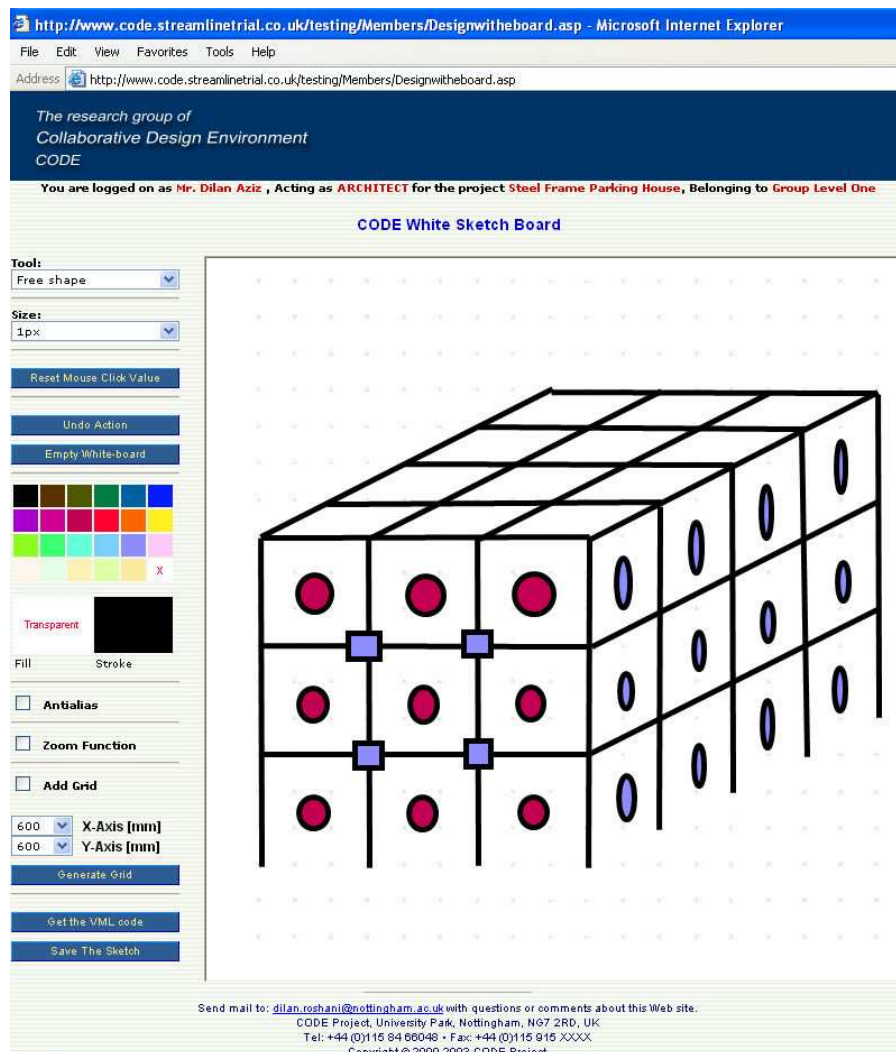 http://www.code.streamlinetrial.co.uk/testing/Members/Designwitheboard.asp - Microsoft Internet Explorer
File Edit View Favorites Tools Help
Address http://www.code.streamlinetrial.co.uk/testing/Members/Designwitheboard.asp
The research group of
Collaborative Design Environment
CODE
You are logged on as Mr. Dilan Aziz , Acting as ARCHITECT for the project Steel Frame Parking House, Belonging to Group Level One
CODE White Sketch Board
Tool:
Free shape
Size:
1px
Reset Mouse Click Value
Undo Action
Empty White-board
X
Transparent
Fill Stroke
Antialias
Zoom Function
Add Grid
600 X-Axis [mm]
600 Y-Axis [mm]
Generate Grid
Get the VML code
Save The Sketch
Send mail to: dilan.roshani@nottingham.ac.uk with questions or comments about this Web site.
CODE Project, University Park, Nottingham, NG7 2RD, UK
Tel: +44 (0)115 84 66048 • Fax: +44 (0)115 915 XXXX
Copyright © 2000-2003 CODE Project